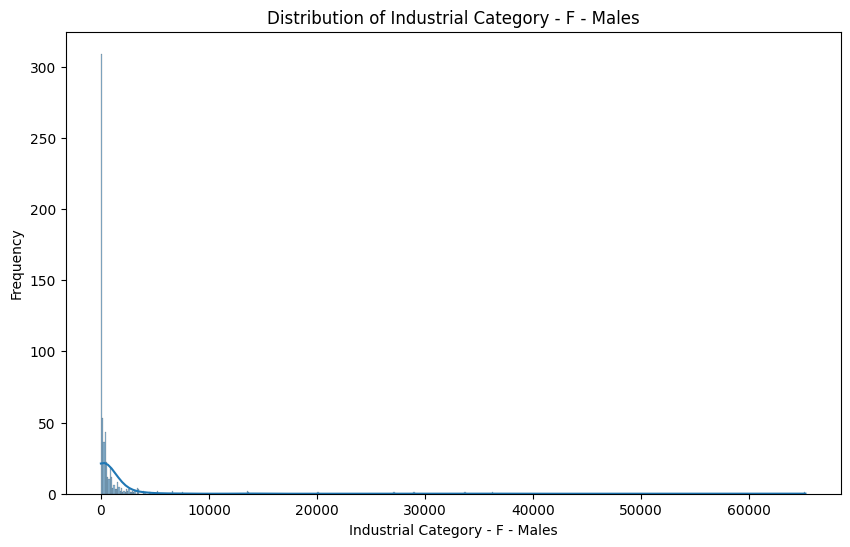 Distribution of Industrial Category - F - Males
300
250
200
150
100
50
0
Frequency
0 10000 20000 30000 40000 50000 60000
Industrial Category - F - Males